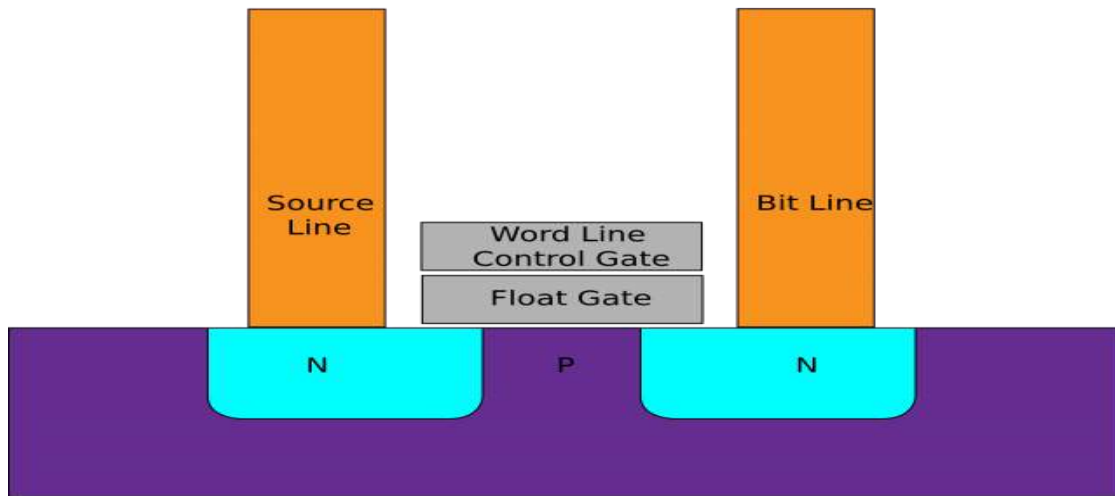 Source
Line
Word Line
Control Gate
Float Gate
Bit Line
N
P
N